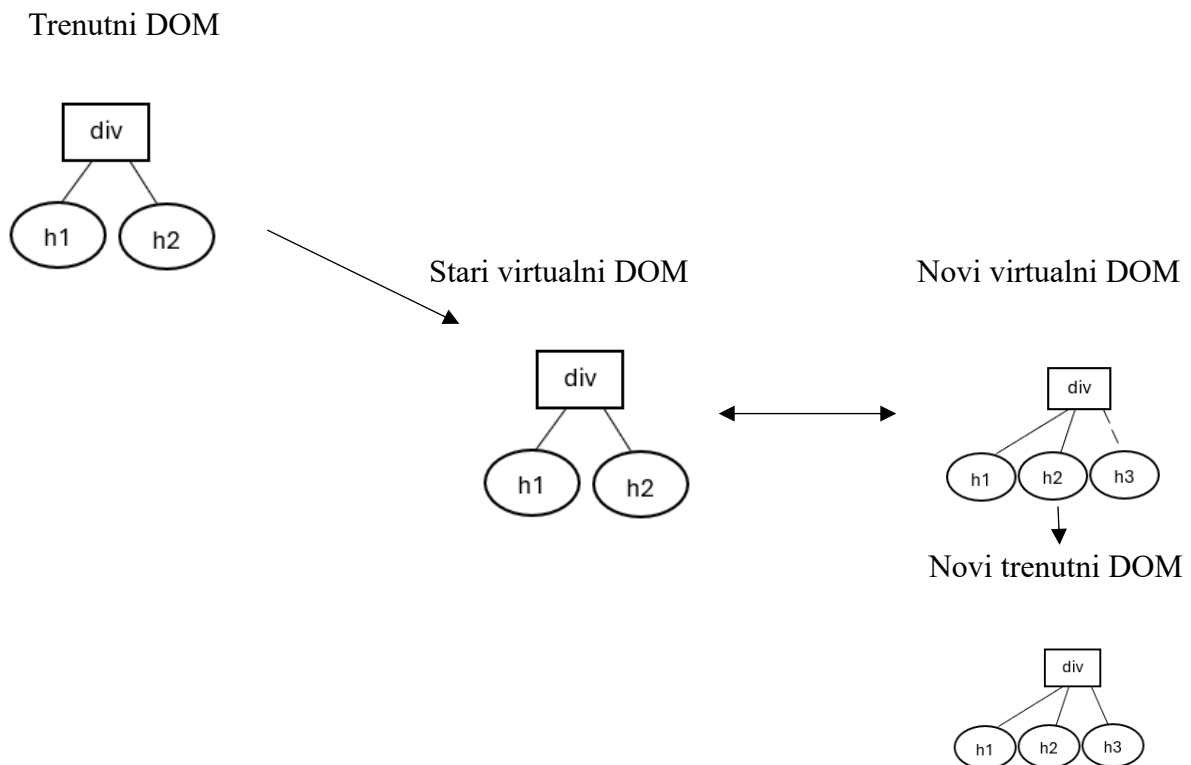 Trenutni DOM
div
h1 h2
Stari virtualni DOM
div
h1 h2
Novi virtualni DOM
div
h1 h2 h3
Novi trenutni DOM
div
h1 h2 h3